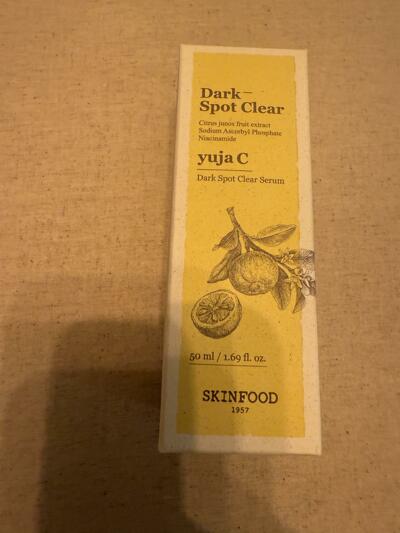 Dark
Spot Clear
Citrus junos fruit extract
Sodium Ascorbyl Phosphate
Niacinamide
yuja C
Dark Spot Clear Serum
50 ml / 1.69 fl. oz.
SKINFOOD
1957